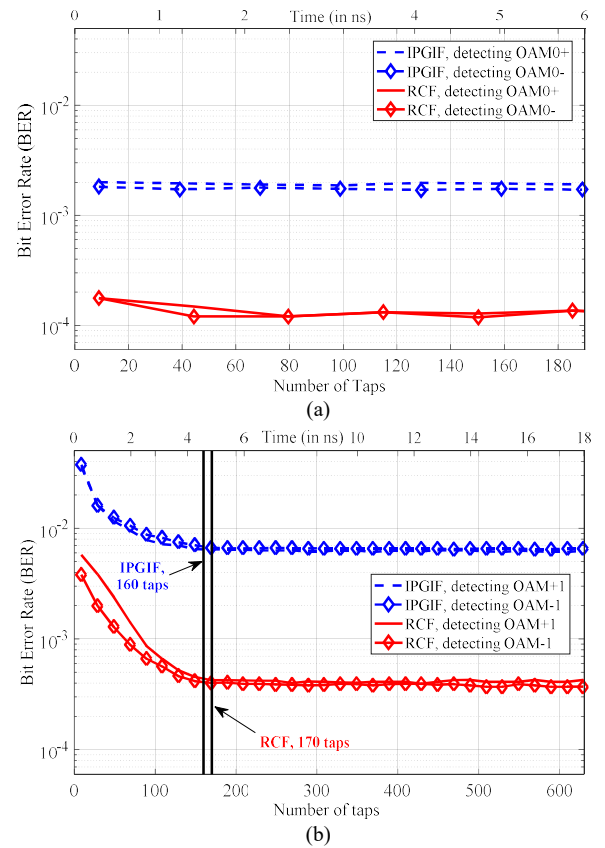 0 1 2 Time (in ns) 4 5 6
IPGIF, detecting OAM0+
IPGIF, detecting OAM0-
RCF, detecting OAM0+
RCF, detecting OAM0-
Bit Error Rate (BER)
10-2
10-3
10-4
0 20 40 60 80 100 120 140 160 180
Number of Taps
(a)
0 2 4 6 Time (in ns) 10 12 14 16 18
Bit Error Rate (BER)
10-2
10-3
10-4
IPGIF,
160 taps
IPGIF, detecting OAM+1
IPGIF, detecting OAM-1
RCF, detecting OAM+1
RCF, detecting OAM-1
RCF, 170 taps
0 100 200 300 400 500 600
Number of taps
(b)